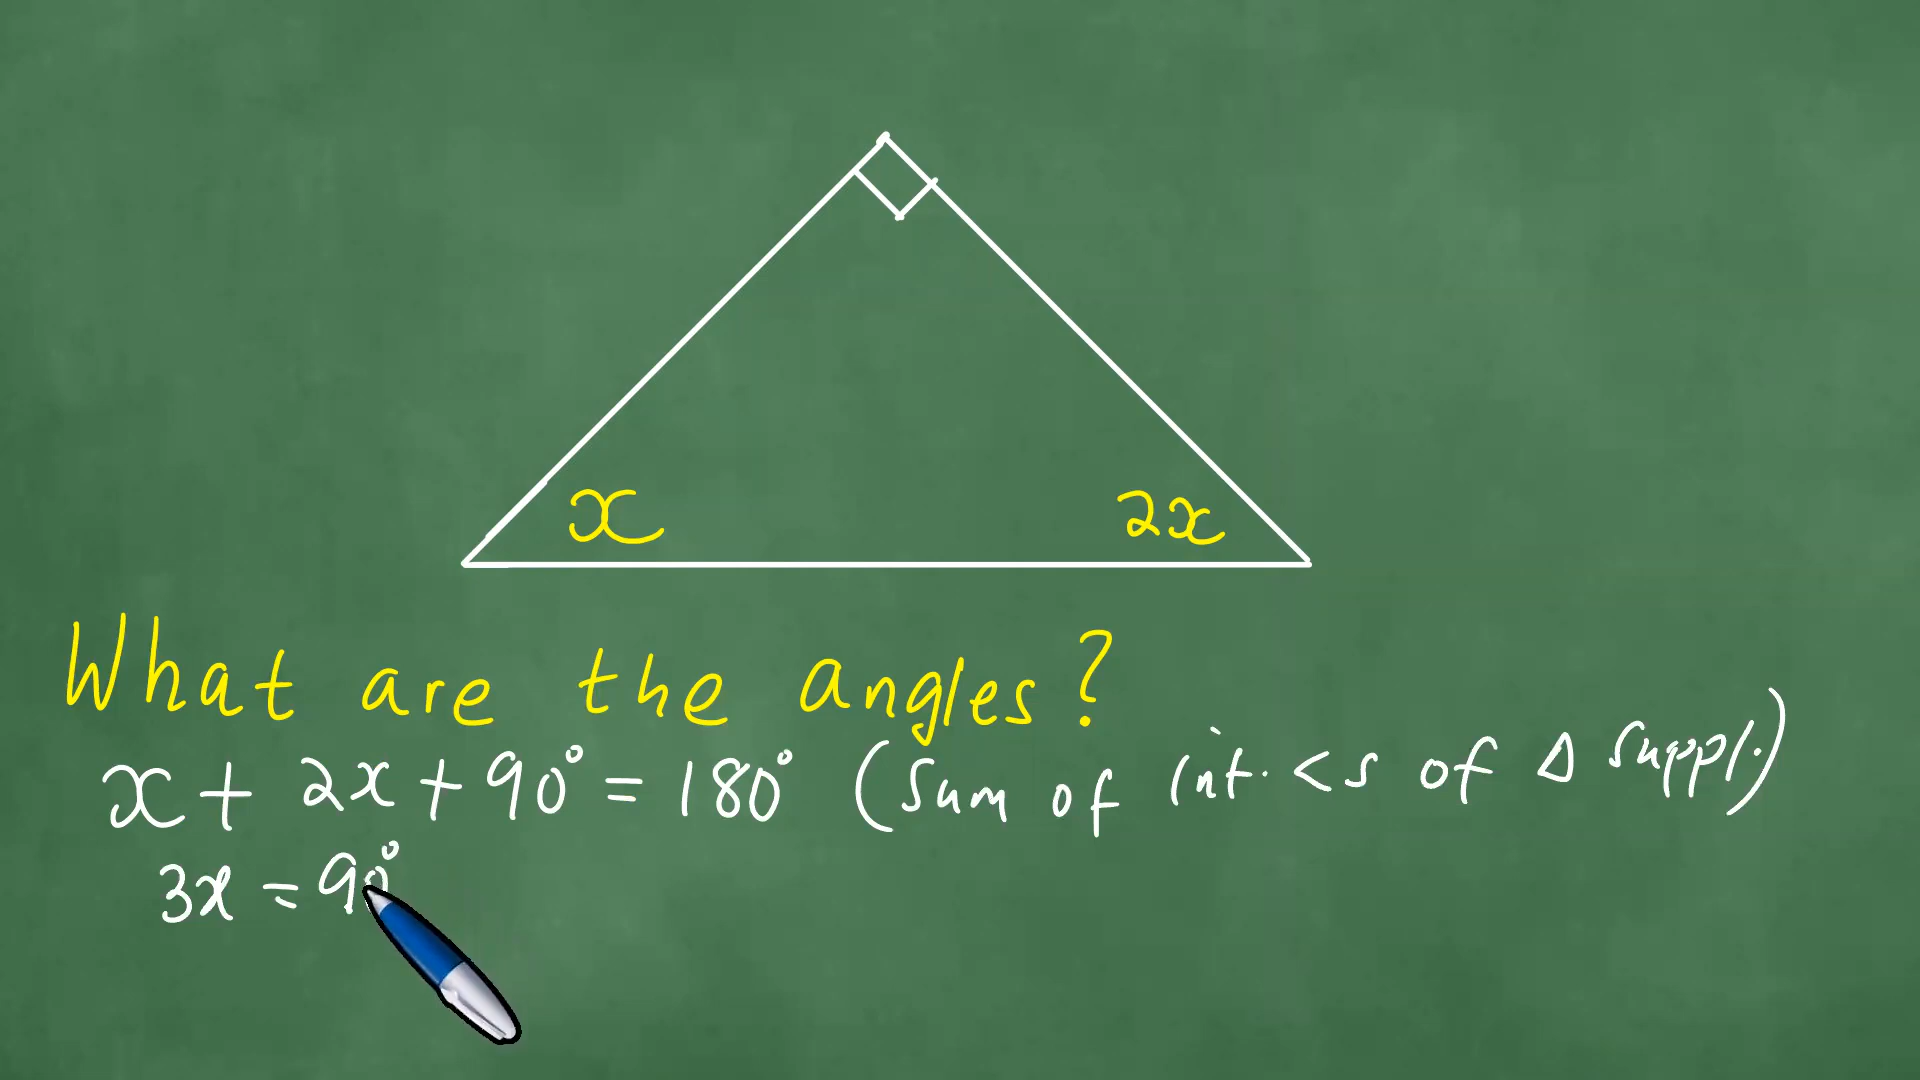 x 2x
What are the angles?
x + 2x + 90° = 180° (Sum of int. <s of Δ suppl.)
3x = 90°